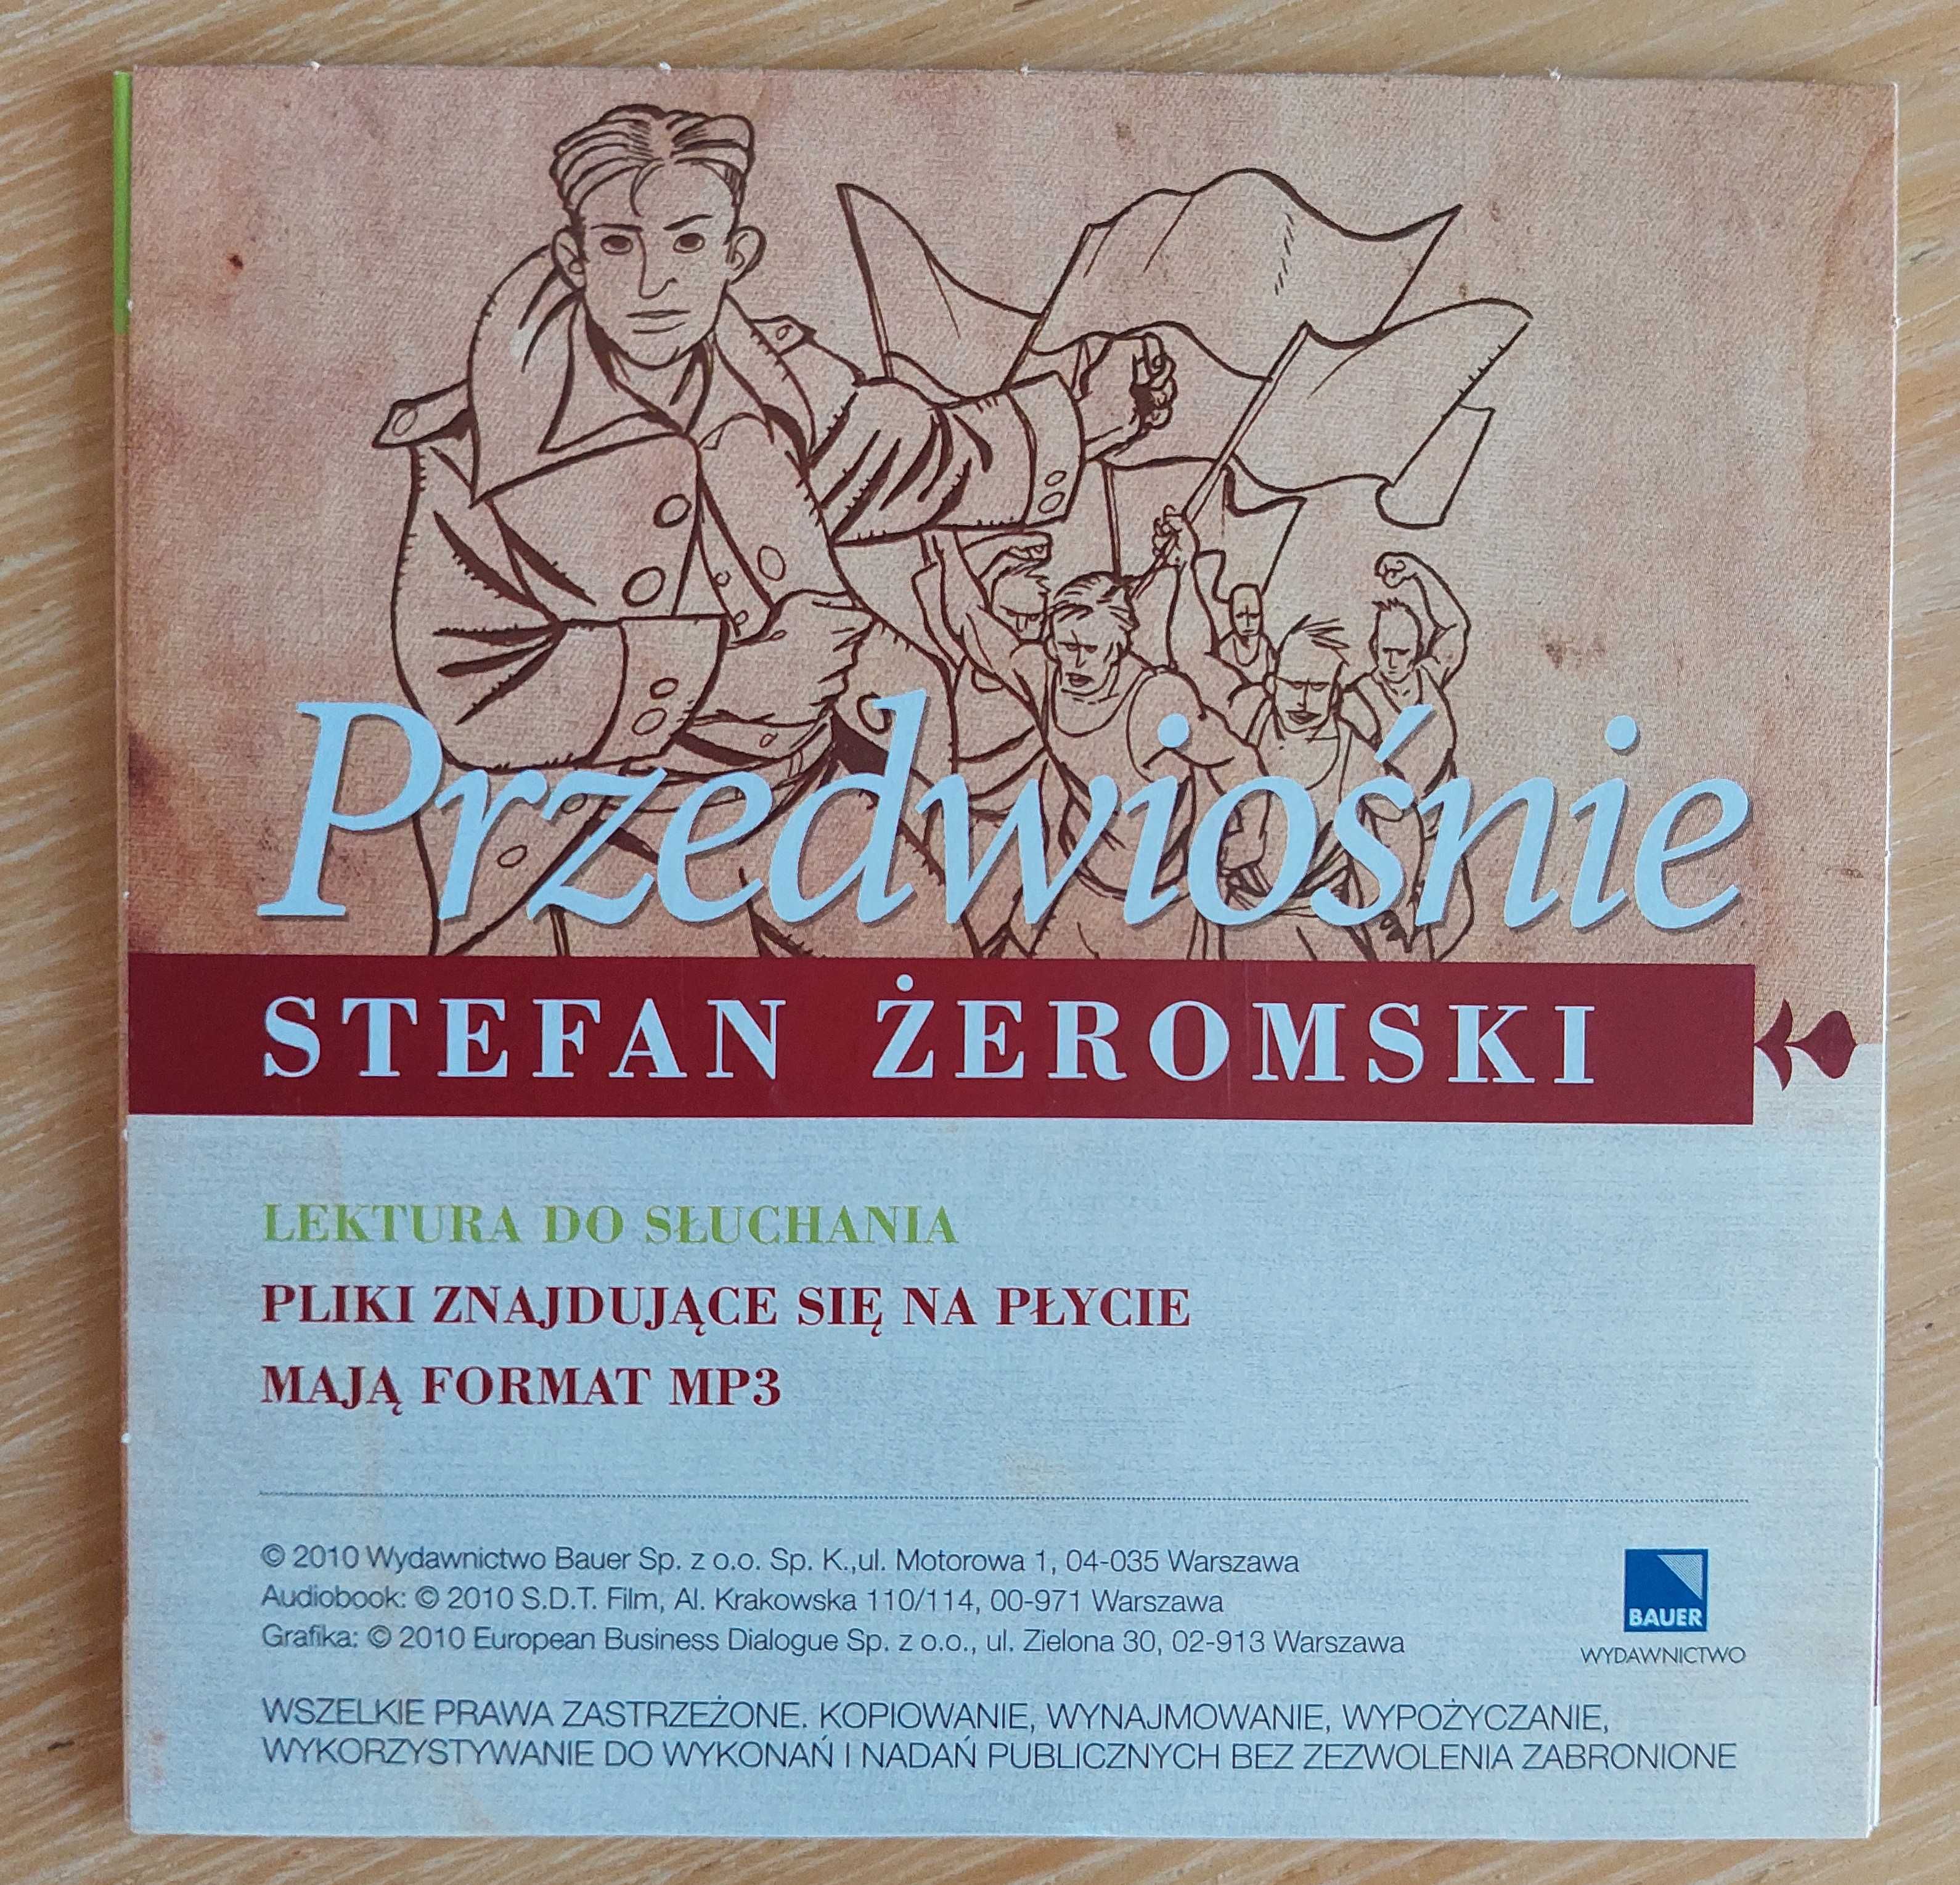 Przedwiośnie
STEFAN ŻEROMSKI
LEKTURA DO SŁUCHANIA
PLIKI ZNAJDUJĄCE SIĘ NA PŁYCIE
MAJĄ FORMAT MP3
© 2010 Wydawnictwo Bauer Sp. z o.o. Sp. K.,ul. Motorowa 1, 04-035 Warszawa
Audiobook: © 2010 S.D.T. Film, Al. Krakowska 110/114, 00-971 Warszawa
Grafika: © 2010 European Business Dialogue Sp. z o.o., ul. Zielona 30, 02-913 Warszawa
BAUER
WYDAWNICTWO
WSZELKIE PRAWA ZASTRZEŻONE. KOPIOWANIE, WYNAJMOWANIE, WYPOŻYCZANIE,
WYKORZYSTYWANIE DO WYKONAŃ I NADAŃ PUBLICZNYCH BEZ ZEZWOLENIA ZABRONIONE